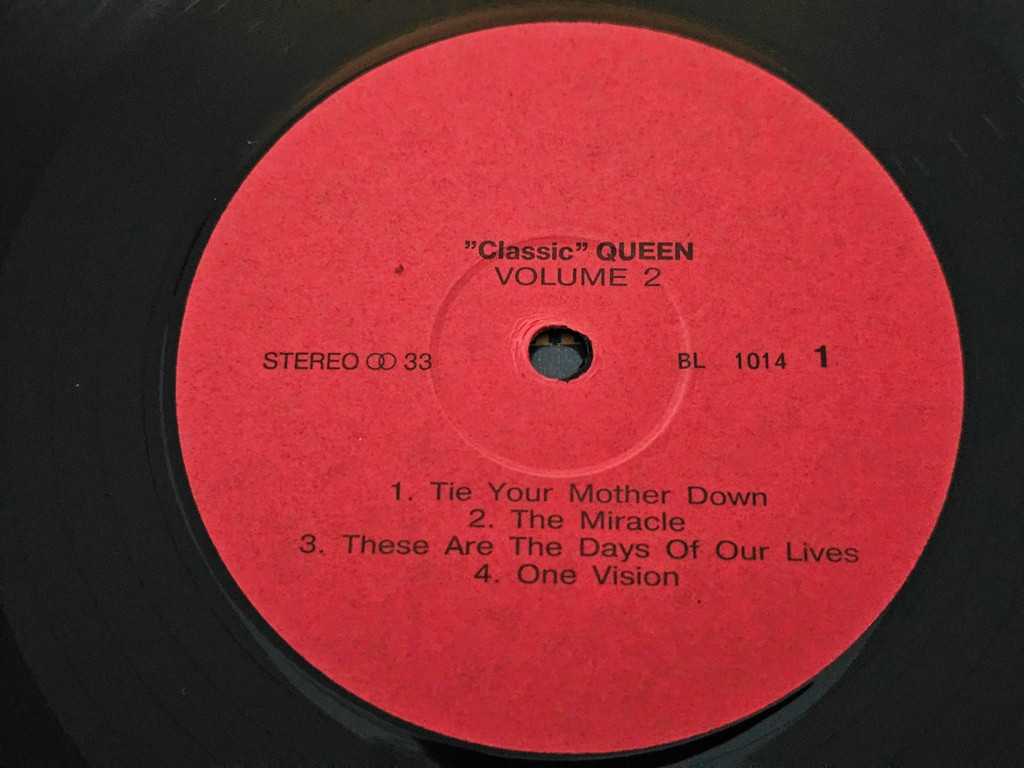 ”Classic” QUEEN
VOLUME 2
STEREO OO 33 BL 1014 1
1. Tie Your Mother Down
2. The Miracle
3. These Are The Days Of Our Lives
4. One Vision